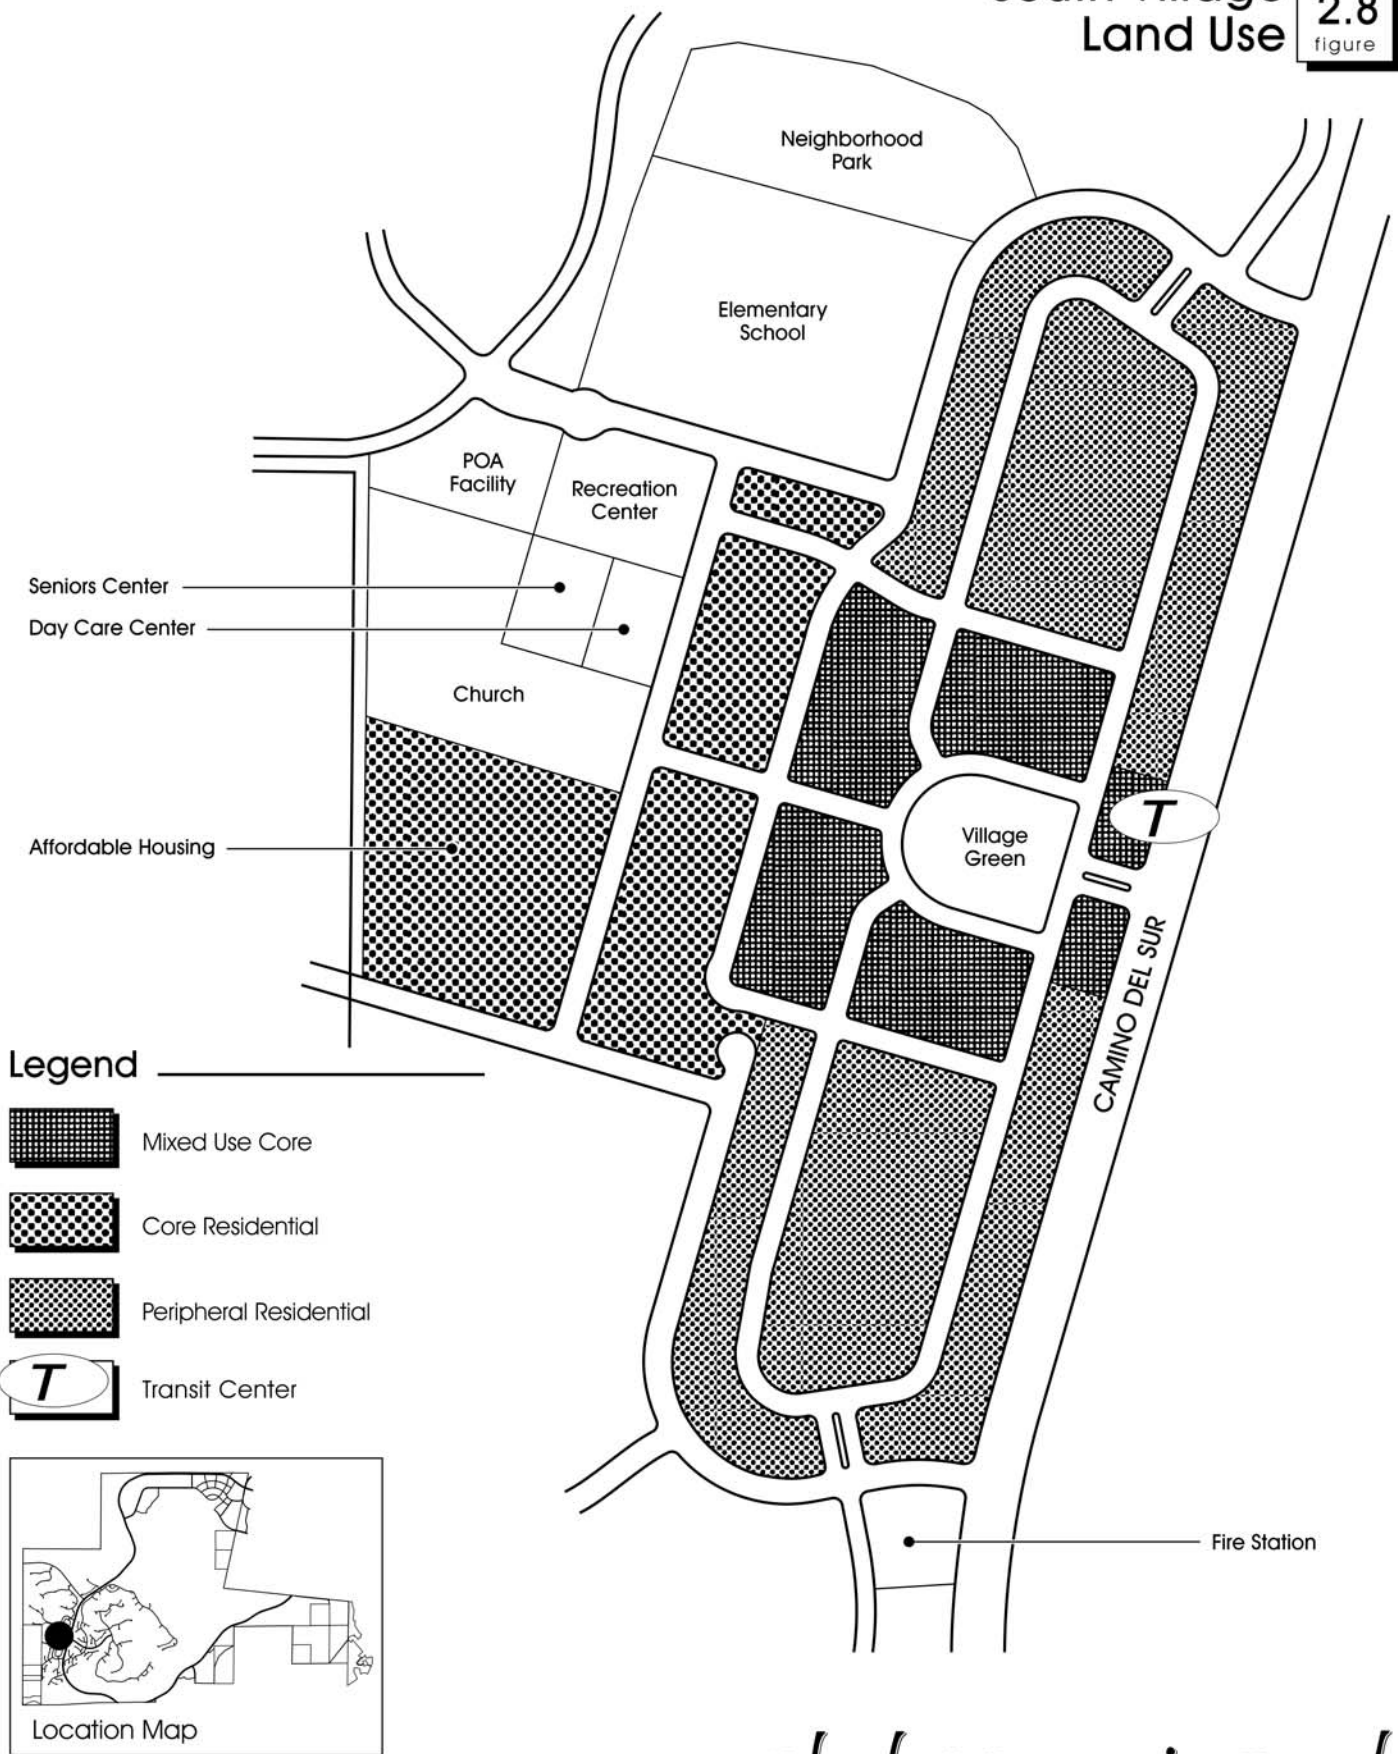 Land Use
2.8
figure
Neighborhood
Park
Elementary
School
POA
Facility
Recreation
Center
Seniors Center
Day Care Center
Church
Affordable Housing
Village
Green
T
CAMINO DEL SUR
Legend
Mixed Use Core
Core Residential
Peripheral Residential
T
Transit Center
Fire Station
Location Map